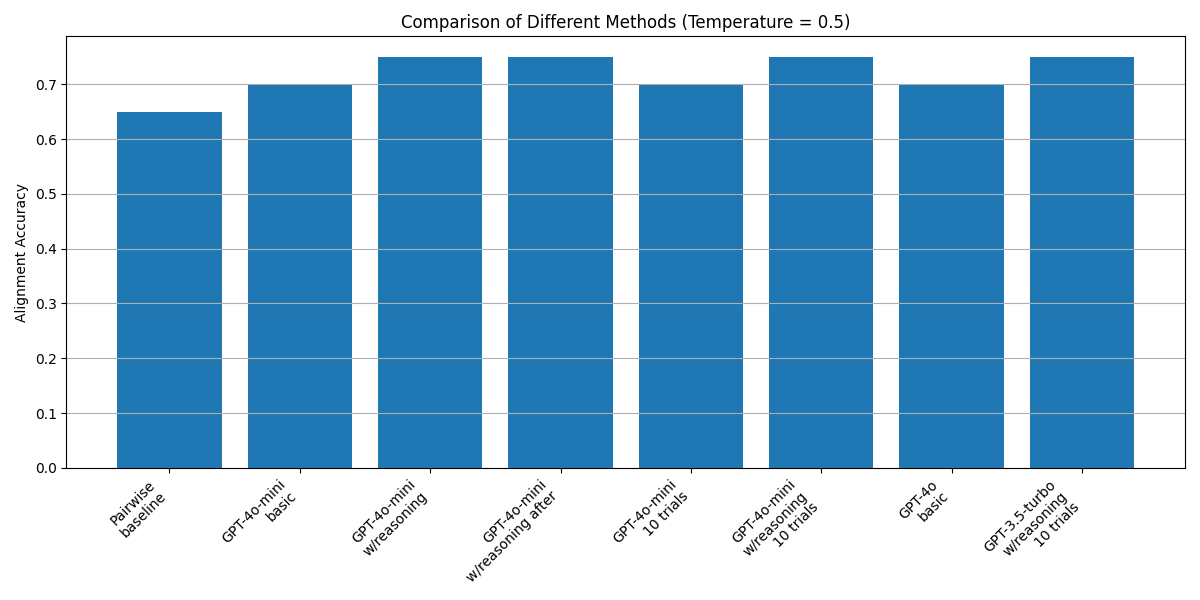 Comparison of Different Methods (Temperature = 0.5)
Alignment Accuracy
0.7
0.6
0.5
0.4
0.3
0.2
0.1
0.0
Pairwise
baseline
GPT-4o-mini
basic
GPT-4o-mini
w/reasoning
GPT-4o-mini
w/reasoning after
GPT-4o-mini
10 trials
GPT-4o-mini
w/reasoning
10 trials
GPT-4o
basic
GPT-3.5-turbo
w/reasoning
10 trials